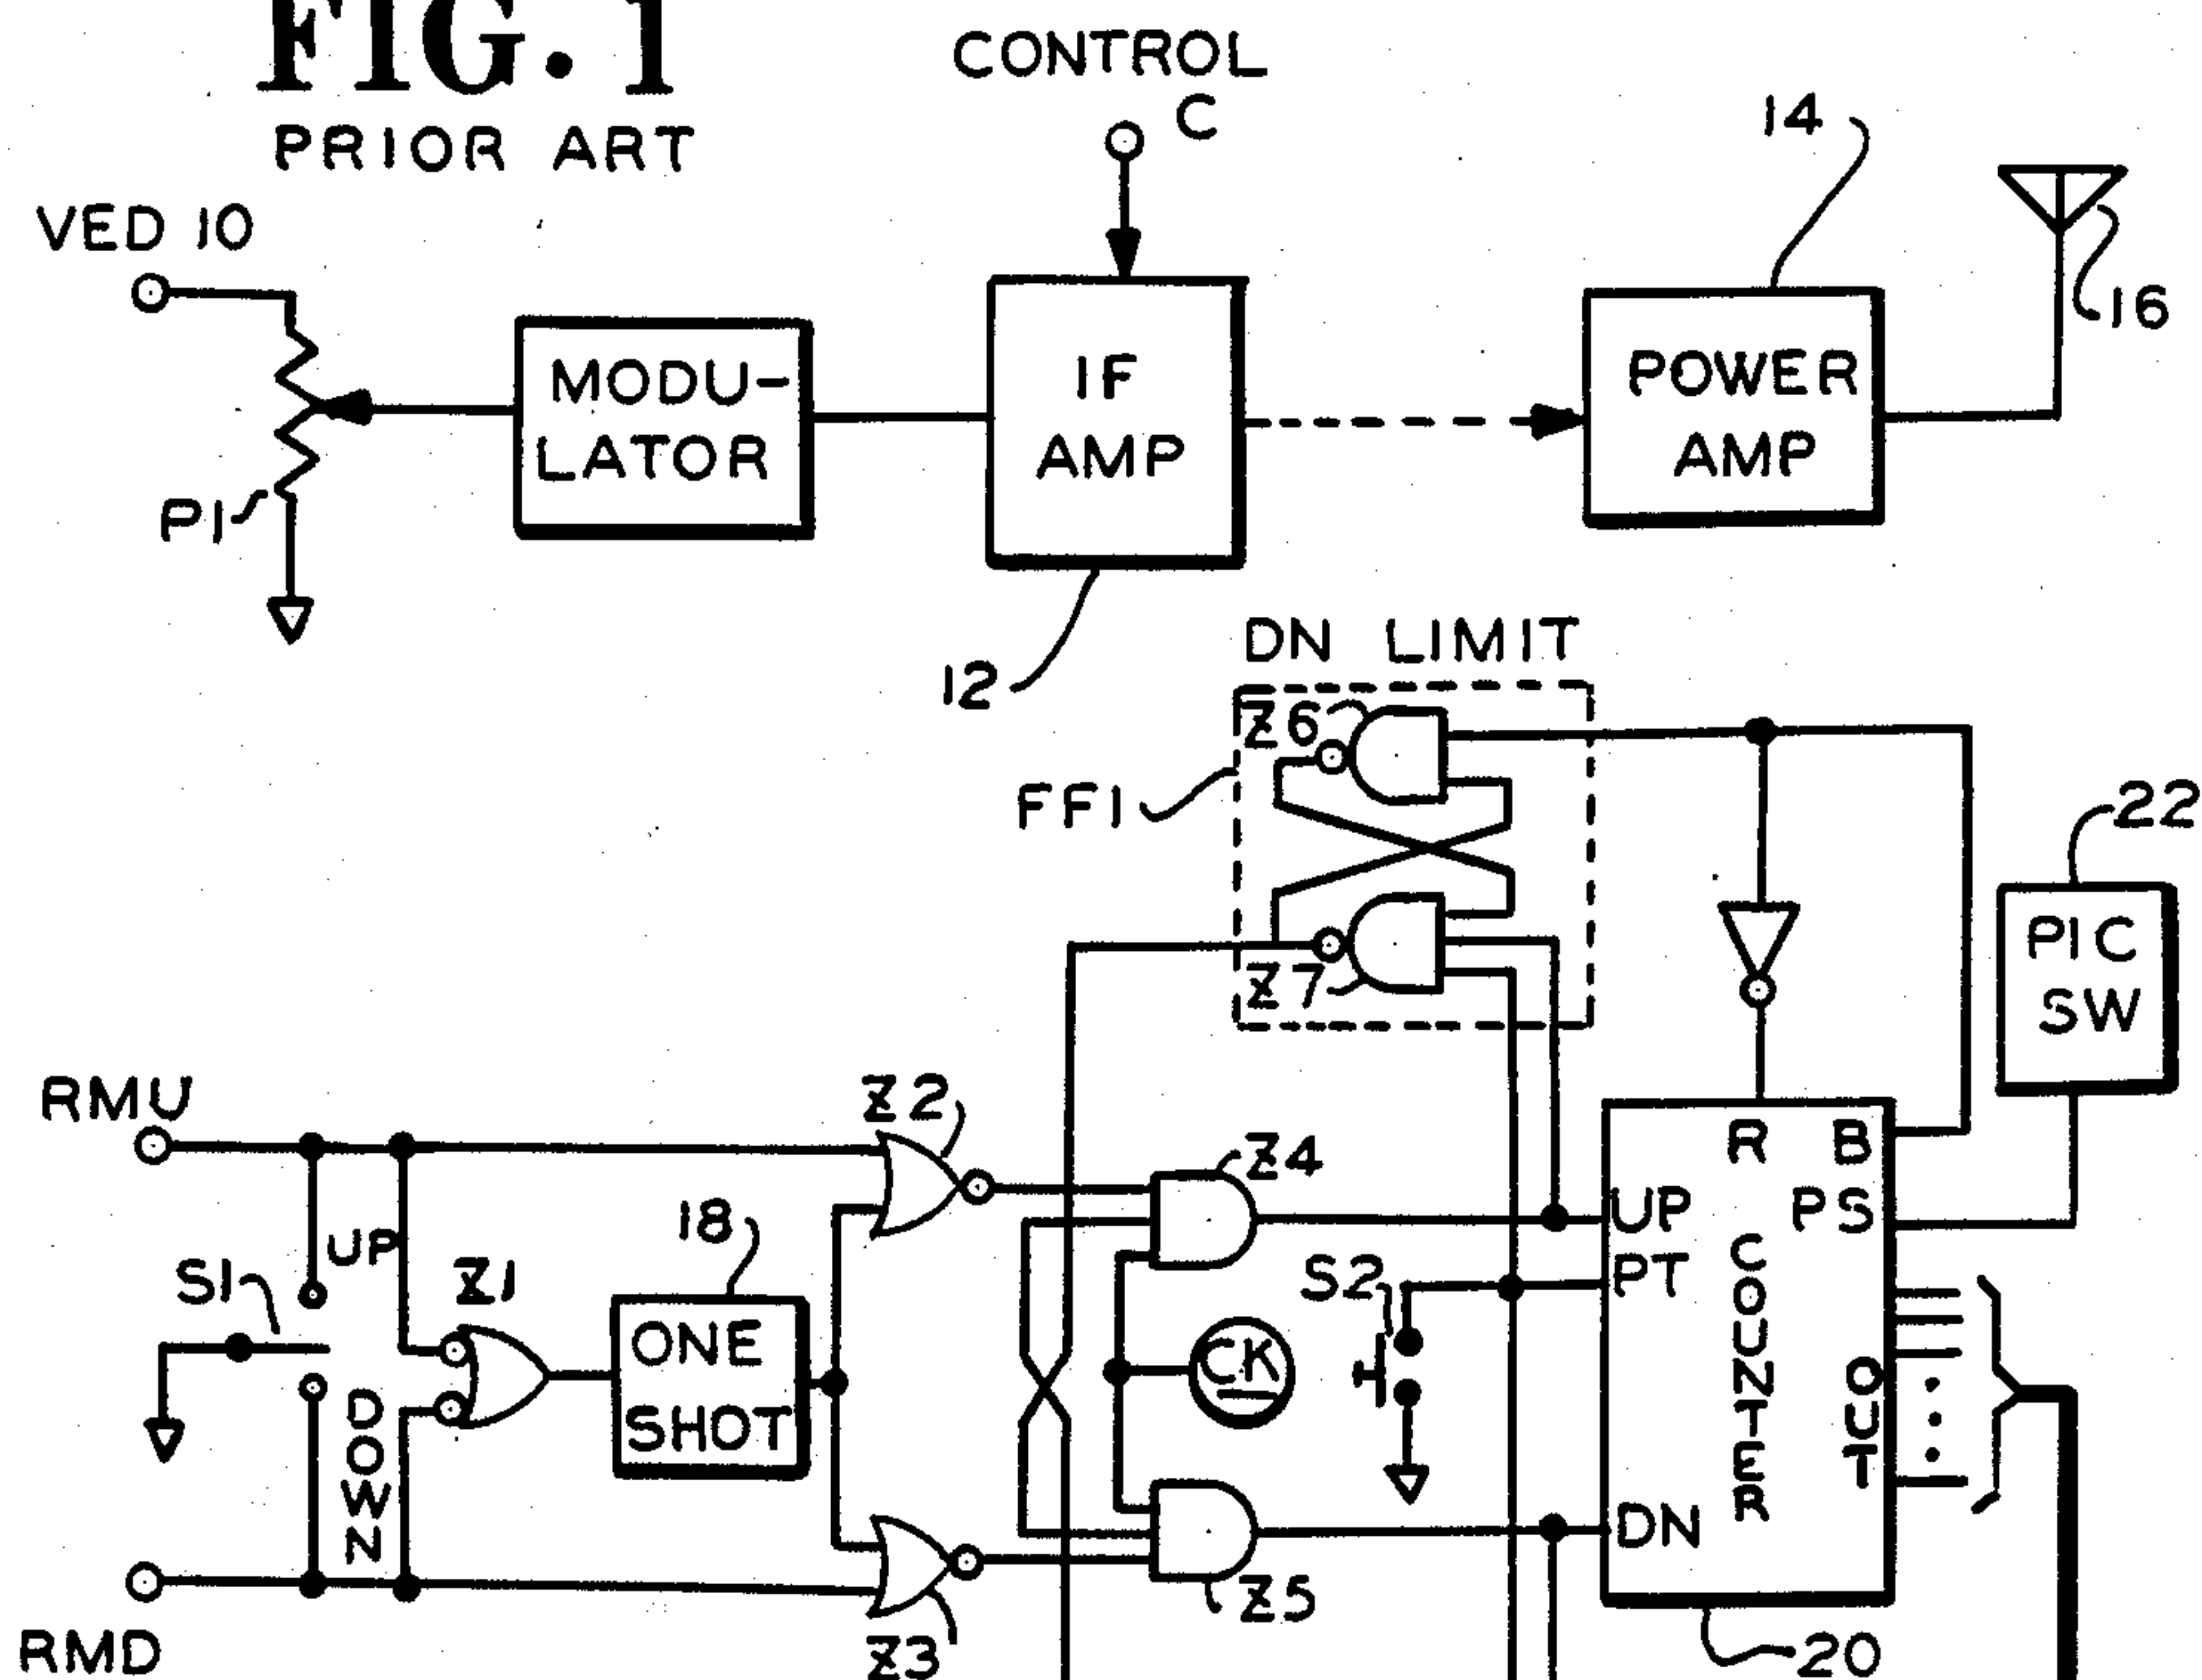 FIG. 1
PRIOR ART
CONTROL
C
14
VED 10
16
MODU-
LATOR
IF
AMP
POWER
AMP
P1
12
DN LIMIT
Z6
FF1
22
PIC
SW
Z7
RMU
Z2
Z4
R B
UP PS
18
UP
S1
Z1
S2
PT
COUNTER
ONE
SHOT
CK
OUT
DOWN
DN
Z5
RMD
Z3
20